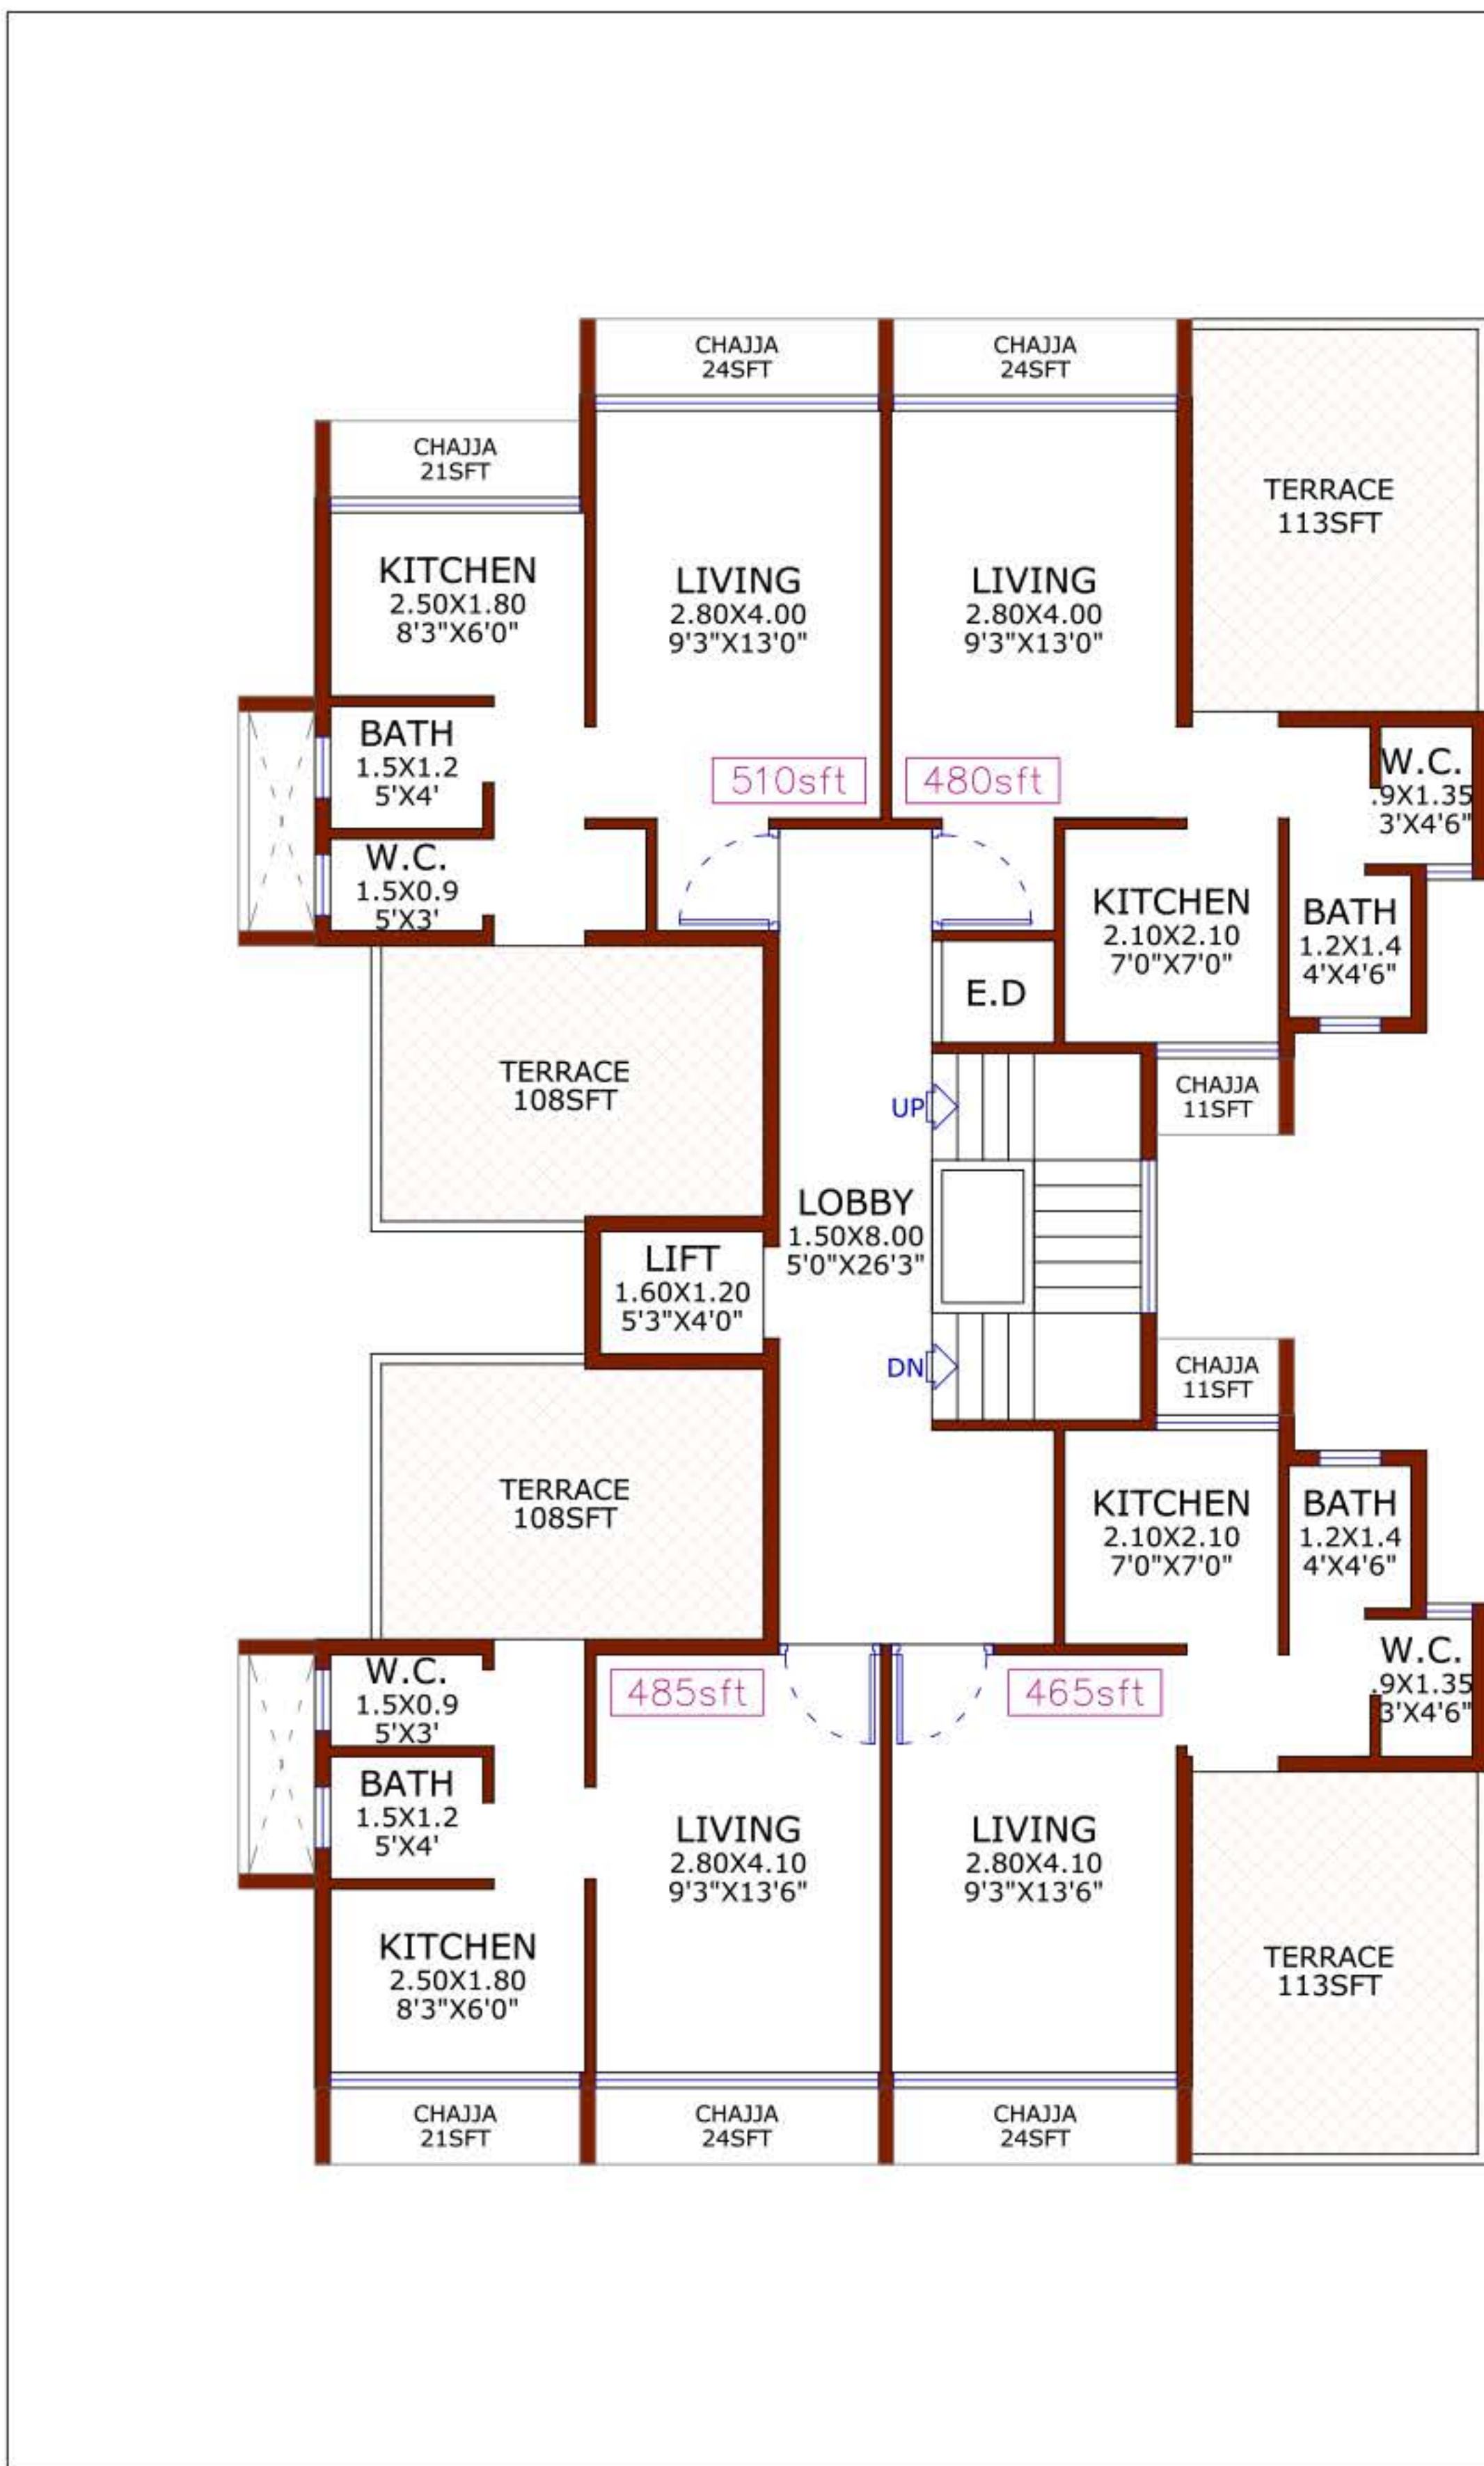 CHAJJA
24SFT
CHAJJA
24SFT
CHAJJA
21SFT
TERRACE
113SFT
KITCHEN
2.50X1.80
8'3"X6'0"
LIVING
2.80X4.00
9'3"X13'0"
LIVING
2.80X4.00
9'3"X13'0"
BATH
1.5X1.2
5'X4'
510sft
480sft
W.C.
.9X1.35
3'X4'6"
W.C.
1.5X0.9
5'X3'
KITCHEN
2.10X2.10
7'0"X7'0"
BATH
1.2X1.4
4'X4'6"
E.D
TERRACE
108SFT
UP
CHAJJA
11SFT
LOBBY
1.50X8.00
5'0"X26'3"
LIFT
1.60X1.20
5'3"X4'0"
DN
CHAJJA
11SFT
TERRACE
108SFT
KITCHEN
2.10X2.10
7'0"X7'0"
BATH
1.2X1.4
4'X4'6"
W.C.
1.5X0.9
5'X3'
485sft
465sft
W.C.
.9X1.35
3'X4'6"
BATH
1.5X1.2
5'X4'
LIVING
2.80X4.10
9'3"X13'6"
LIVING
2.80X4.10
9'3"X13'6"
KITCHEN
2.50X1.80
8'3"X6'0"
TERRACE
113SFT
CHAJJA
21SFT
CHAJJA
24SFT
CHAJJA
24SFT